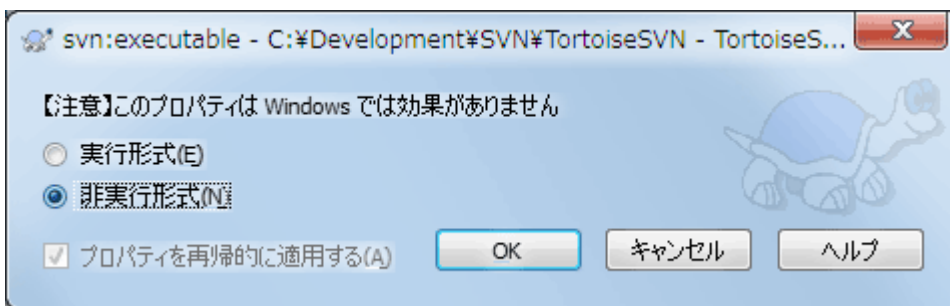 svn:executable - C:¥Development¥SVN¥TortoiseSVN - TortoiseS...
【注意】このプロパティは Windows では効果がありません
実行形式(E)
非実行形式(N)
プロパティを再帰的に適用する(A)
OK
キャンセル
ヘルプ